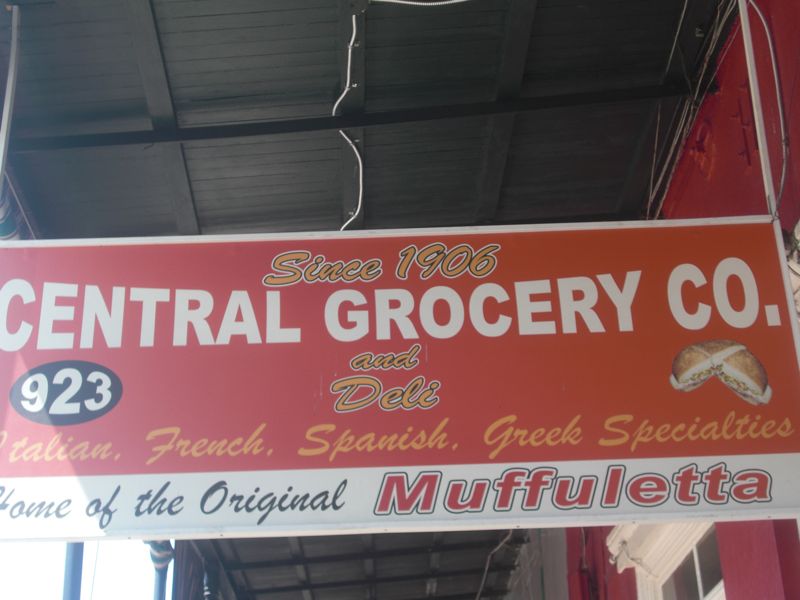 Since 1906
CENTRAL GROCERY CO.
923
and
Deli
Italian, French, Spanish, Greek Specialties
Home of the Original Muffuletta